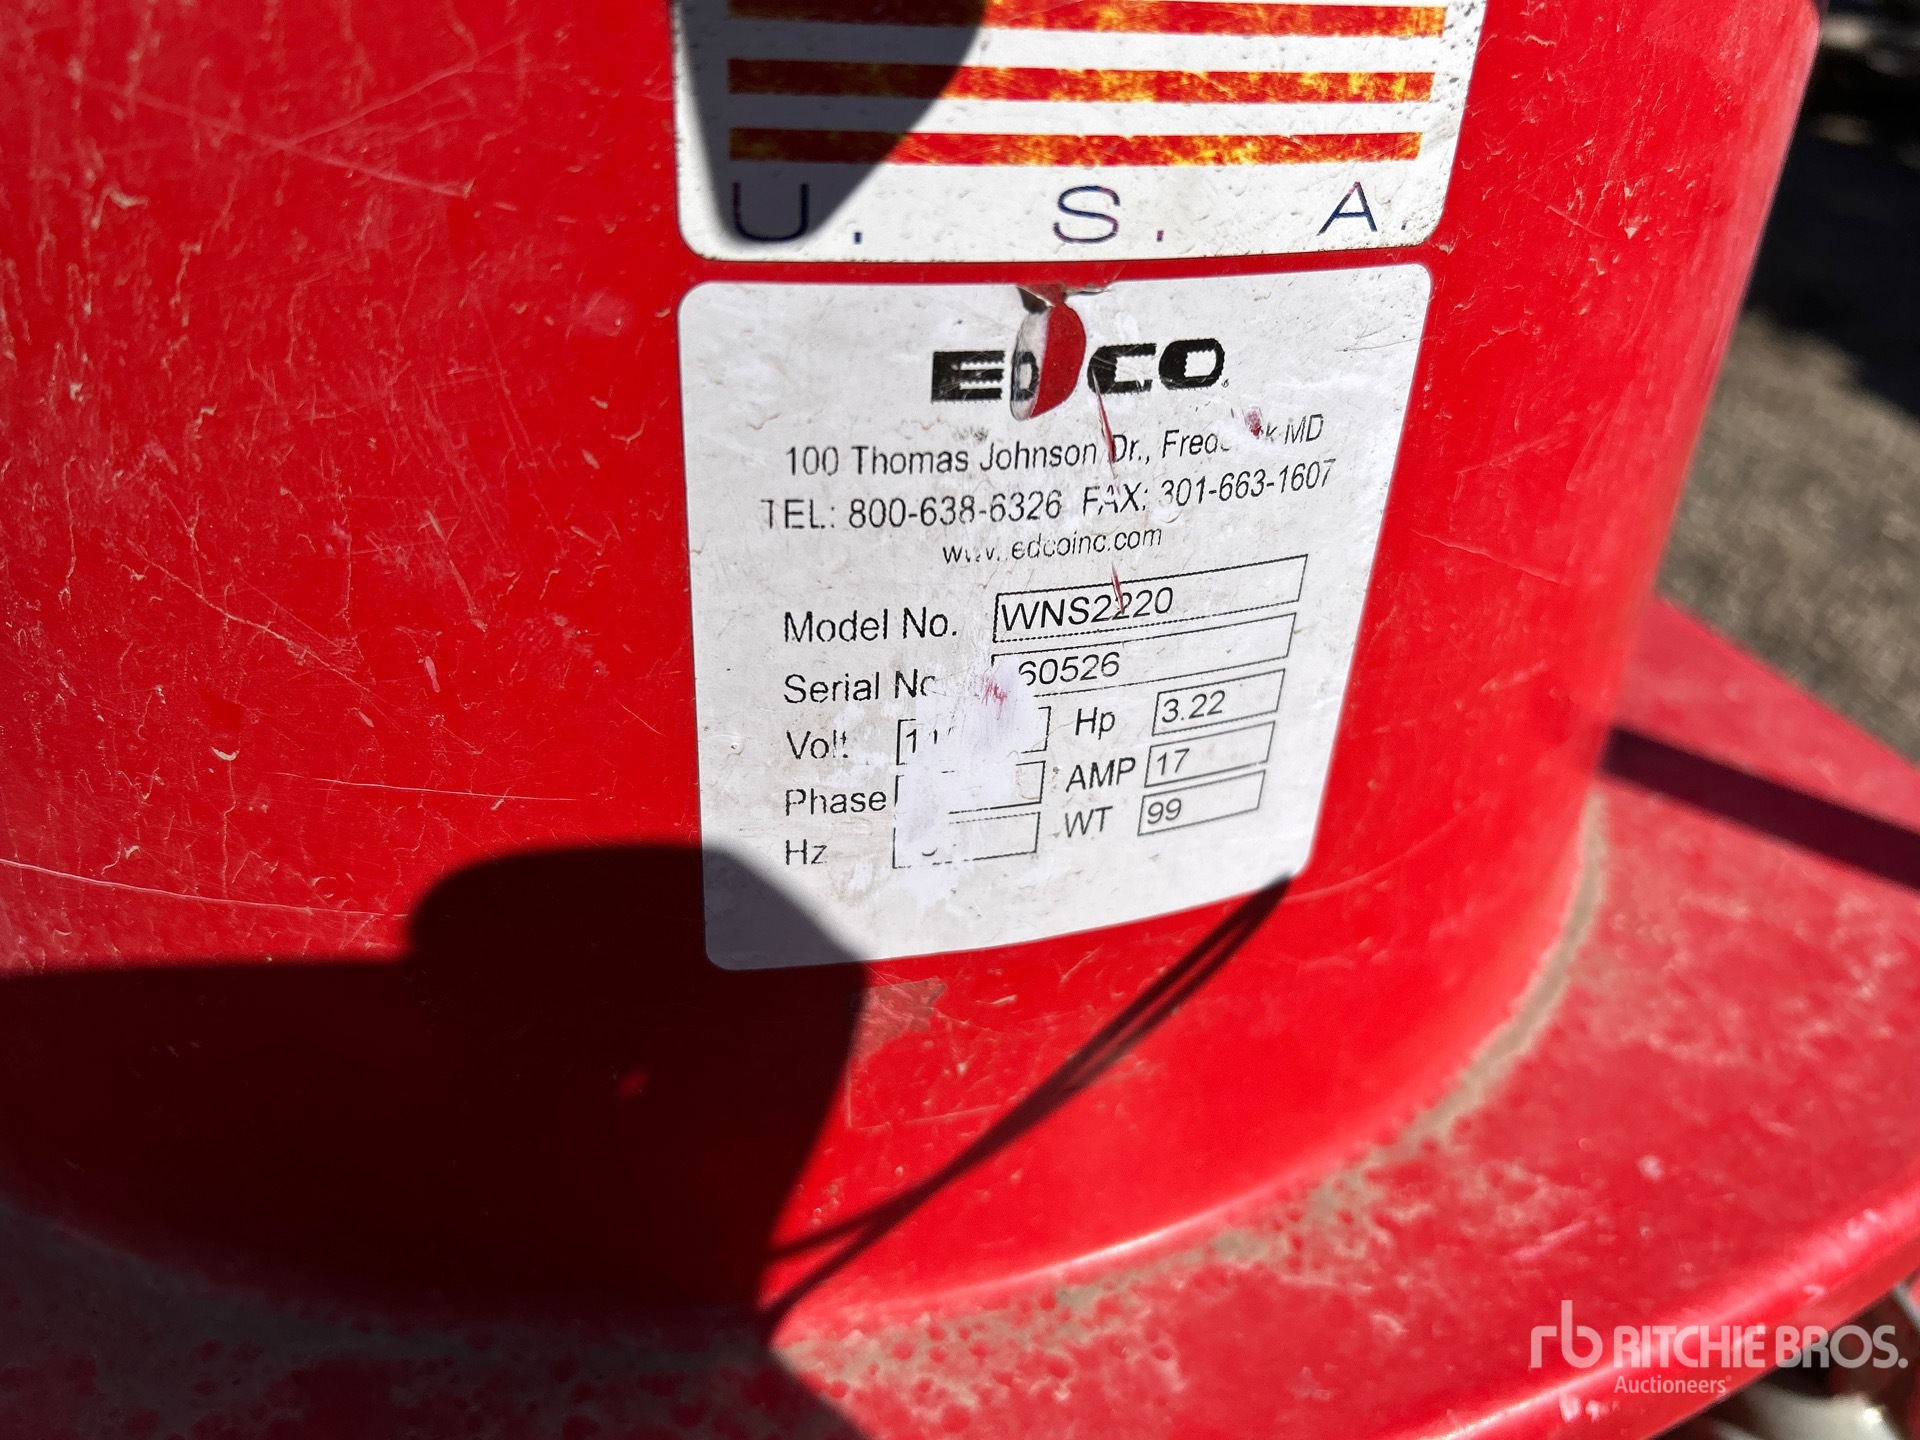 U. S. A.
EDCO
100 Thomas Johnson Dr., MD
TEL.: 800-638-6326 FAX: 301-663-1607
www.edcoinc.com
Model No. WNS2220
Serial No 60526
Volt Hp 3.22
Phase AMP 17
Hz WT 99
rb RITCHIE BROS.
Auctioneers